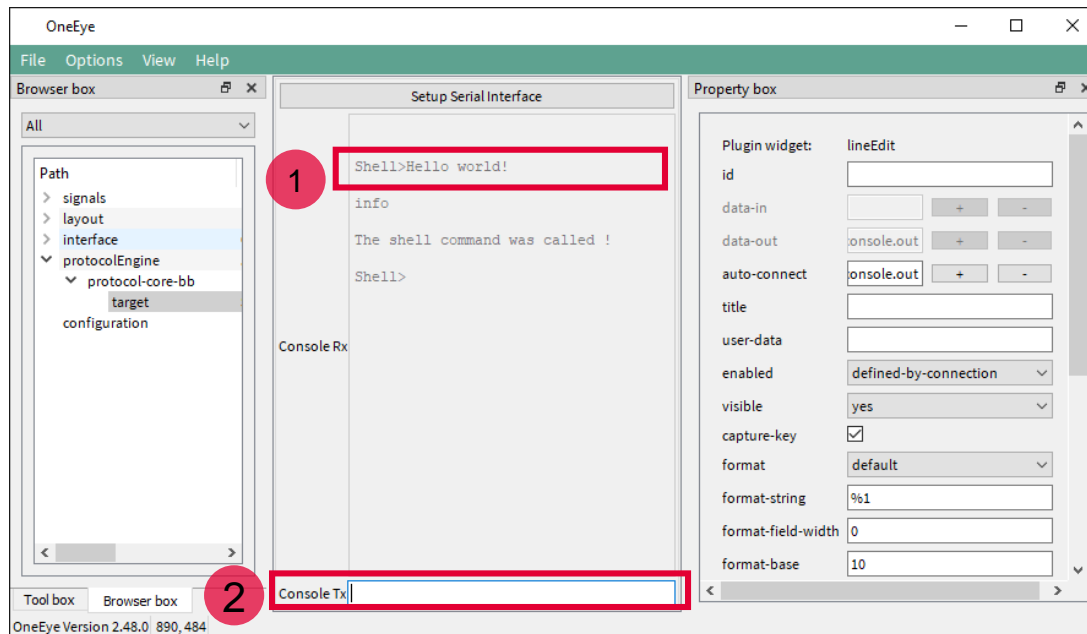 OneEye
File Options View Help
Browser box
All
Path
signals
layout
interface
protocolEngine
protocol-core-bb
target
configuration
Tool box
Browser box
OneEye Version 2.48.0 890, 484
Setup Serial Interface
1
Shell>Hello world!
info
The shell command was called !
Shell>
Console Rx
2
Console Tx
Property box
Plugin widget: lineEdit
id
data-in + -
data-out :onsole.out + -
auto-connect :onsole.out + -
title
user-data
enabled defined-by-connection
visible yes
capture-key
format default
format-string %1
format-field-width 0
format-base 10